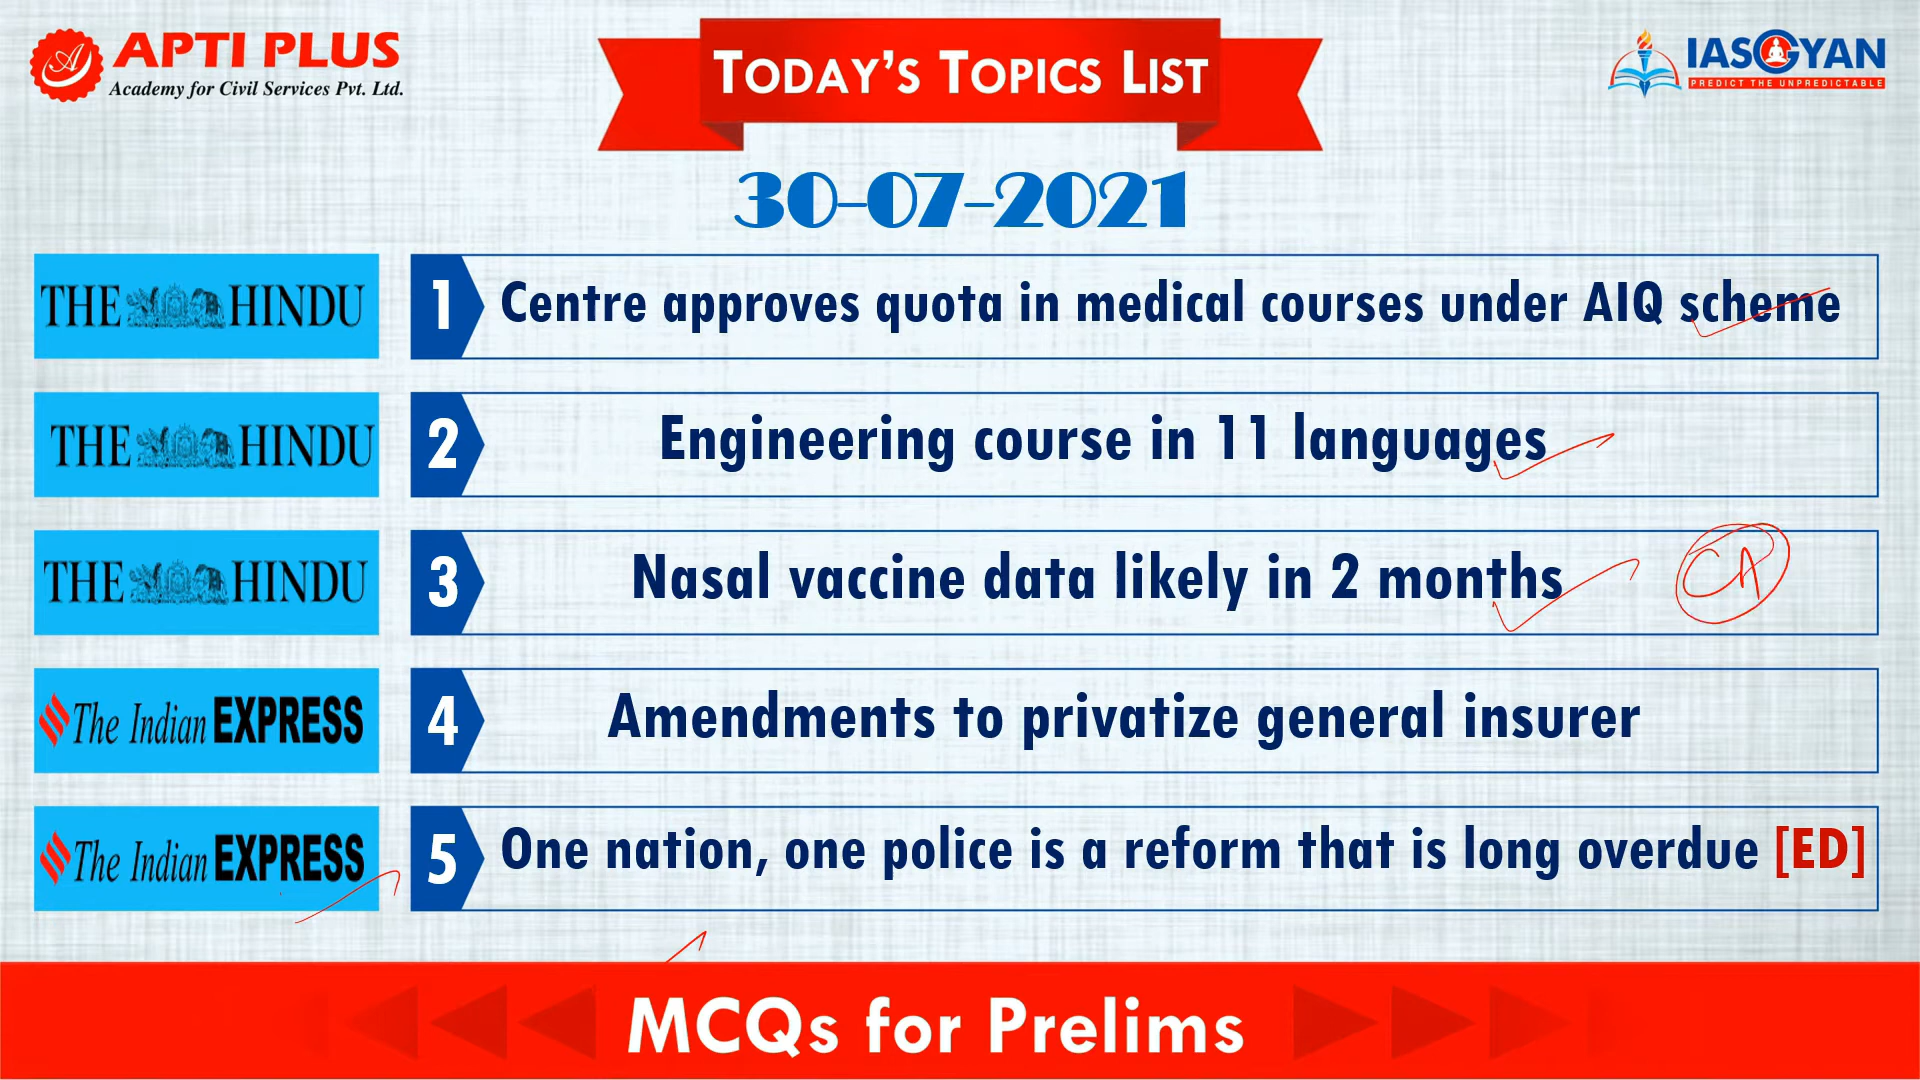 APTI PLUS
Academy for Civil Services Pvt. Ltd.
TODAY'S TOPICS LIST
IASGYAN
PREDICT THE UNPREDICTABLE
30-07-2021
THE HINDU
1 Centre approves quota in medical courses under AIQ scheme
THE HINDU
2 Engineering course in 11 languages
THE HINDU
3 Nasal vaccine data likely in 2 months
CA
The Indian EXPRESS
4 Amendments to privatize general insurer
The Indian EXPRESS
5 One nation, one police is a reform that is long overdue [ED]
MCQs for Prelims